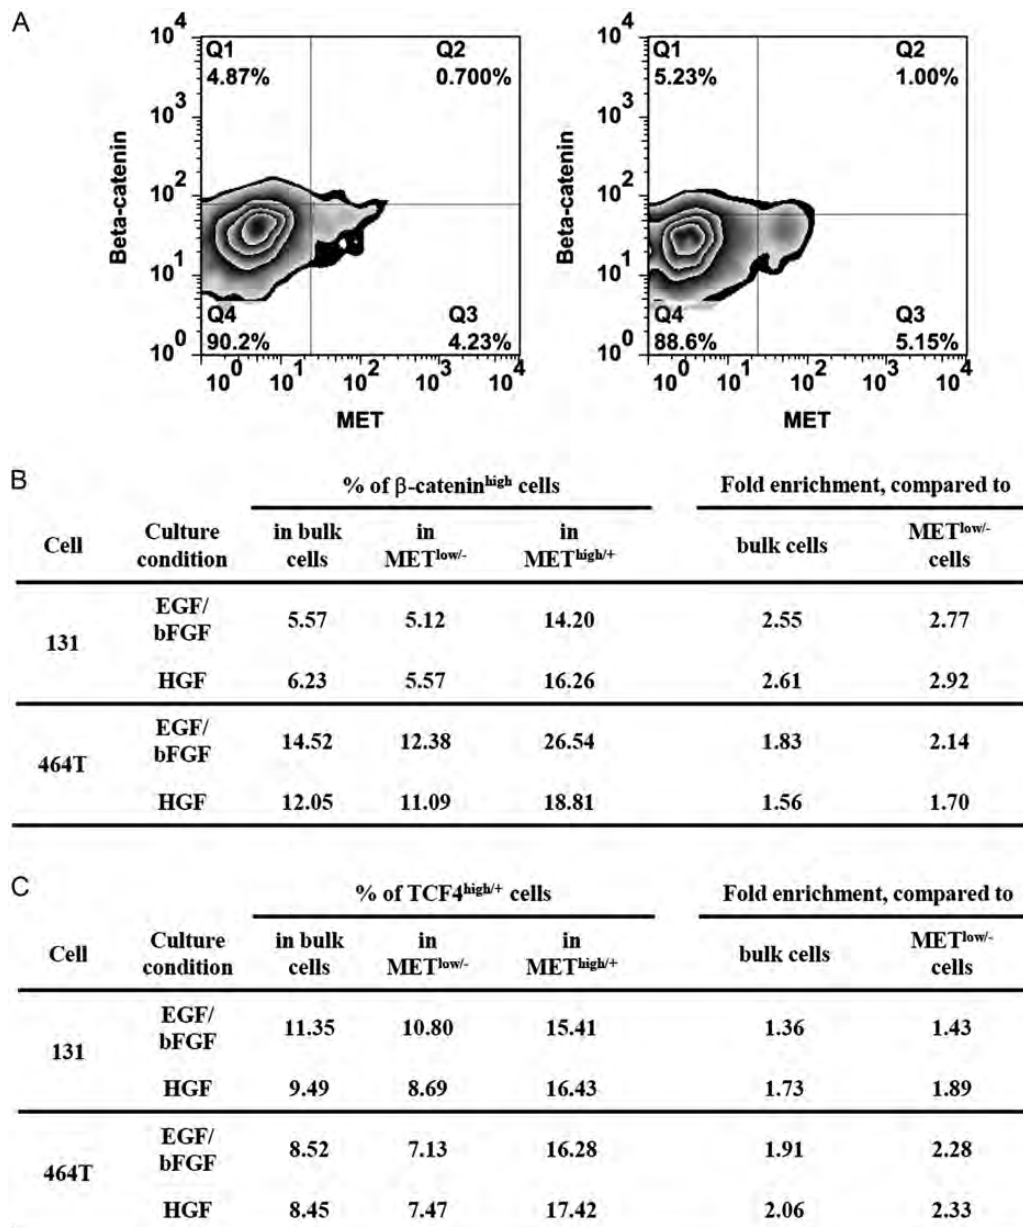 A
10^4
10^3
10^2
10^1
10^0
Beta-catenin
Q1
4.87%
Q2
0.700%
Q4
90.2%
Q3
4.23%
10^0 10^1 10^2 10^3 10^4
MET
10^4
10^3
10^2
10^1
10^0
Beta-catenin
Q1
5.23%
Q2
1.00%
Q4
88.6%
Q3
5.15%
10^0 10^1 10^2 10^3 10^4
MET
B
% of β-catenin^high cells Fold enrichment, compared to
Cell Culture condition in bulk cells in MET^low/- in MET^high/+ bulk cells MET^low/- cells
131 EGF/bFGF 5.57 5.12 14.20 2.55 2.77
HGF 6.23 5.57 16.26 2.61 2.92
464T EGF/bFGF 14.52 12.38 26.54 1.83 2.14
HGF 12.05 11.09 18.81 1.56 1.70
C
% of TCF4^high/+ cells Fold enrichment, compared to
Cell Culture condition in bulk cells in MET^low/- in MET^high/+ bulk cells MET^low/- cells
131 EGF/bFGF 11.35 10.80 15.41 1.36 1.43
HGF 9.49 8.69 16.43 1.73 1.89
464T EGF/bFGF 8.52 7.13 16.28 1.91 2.28
HGF 8.45 7.47 17.42 2.06 2.33